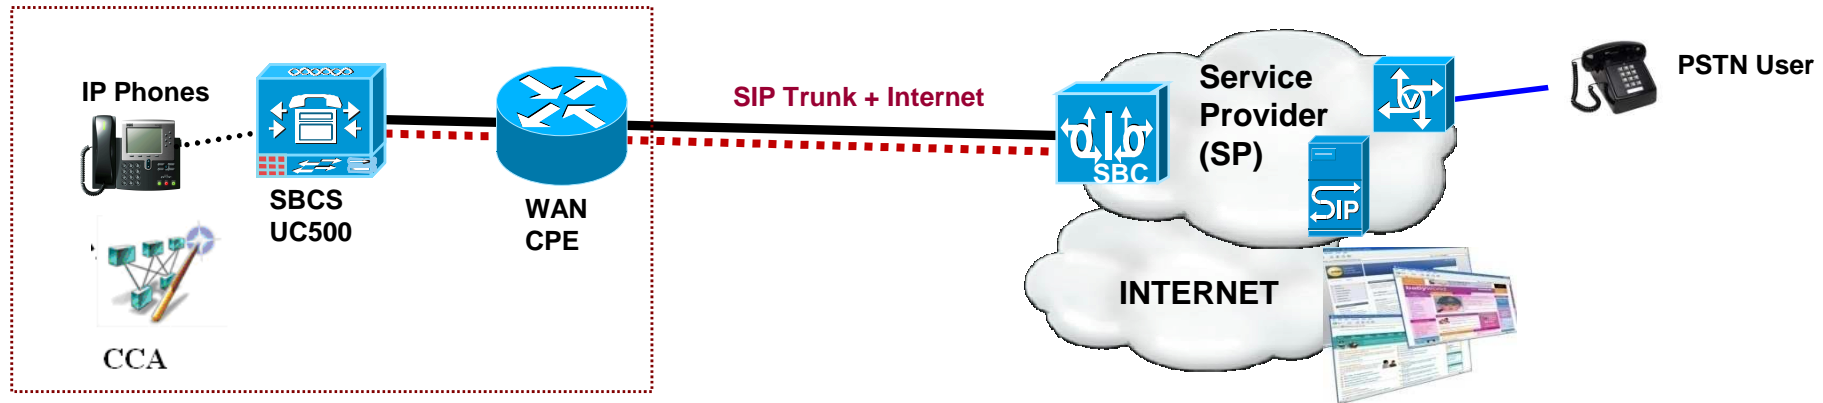 IP Phones
SBCS
UC500
WAN
CPE
CCA
SIP Trunk + Internet
SBC
Service
Provider
(SP)
V
SIP
INTERNET
PSTN User